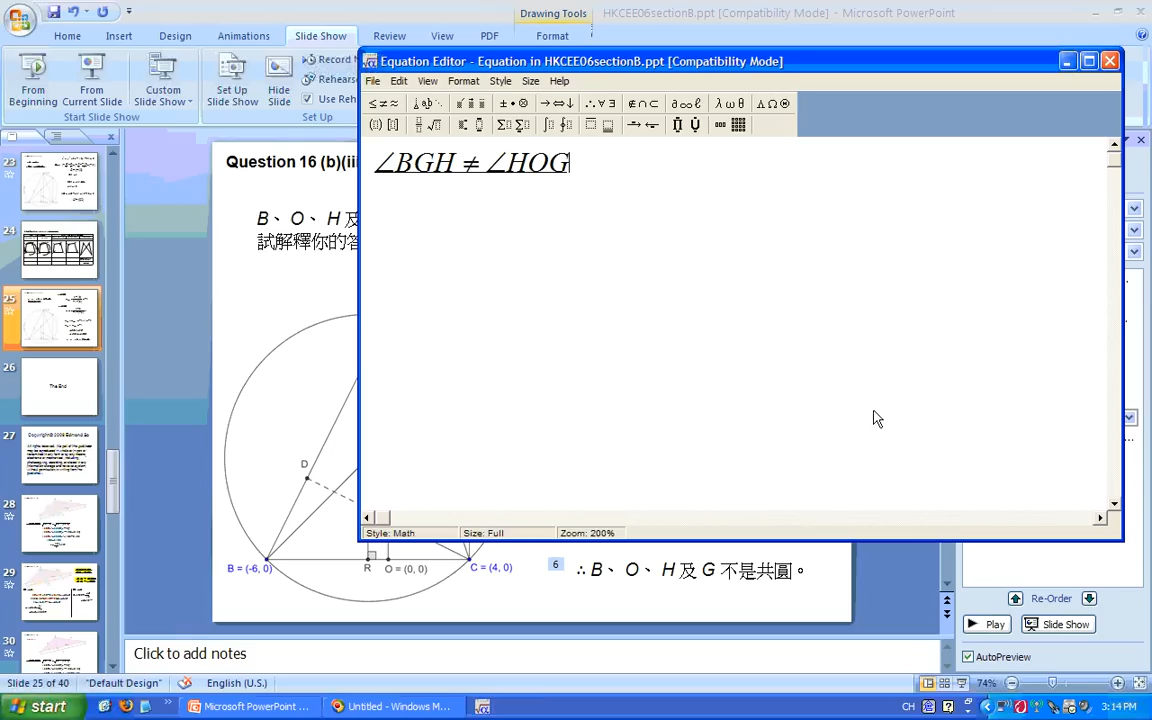 Drawing Tools
HKCEE06sectionB.ppt [Compatibility Mode] - Microsoft PowerPoint
Home Insert Design Animations Slide Show Review View PDF Format
From Beginning
From Current Slide
Custom Slide Show
Start Slide Show
Set Up Slide Show
Hide Slide
Record
Rehears
Use Reh
Set Up
Equation Editor - Equation in HKCEE06sectionB.ppt [Compatibility Mode]
File Edit View Format Style Size Help
∠BGH ≠ ∠HOG
Style: Math Size: Full Zoom: 200%
23
24
25
26
The End
27
28
29
30
Question 16 (b)(ii
B、 O、 H 及
試解釋你的答
D
B = (-6, 0) R O = (0, 0) C = (4, 0)
6
∴ B、 O、 H 及 G 不是共圓。
Re-Order
Play Slide Show
AutoPreview
Click to add notes
Slide 25 of 40 "Default Design" English (U.S.) 74%
start Microsoft PowerPoint ... Untitled - Windows M... CH 3:14 PM